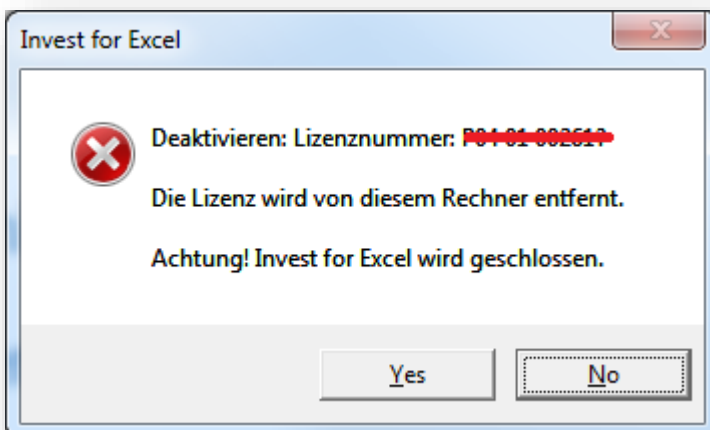 Invest for Excel
Deaktivieren: Lizenznummer:
Die Lizenz wird von diesem Rechner entfernt.
Achtung! Invest for Excel wird geschlossen.
Yes
No